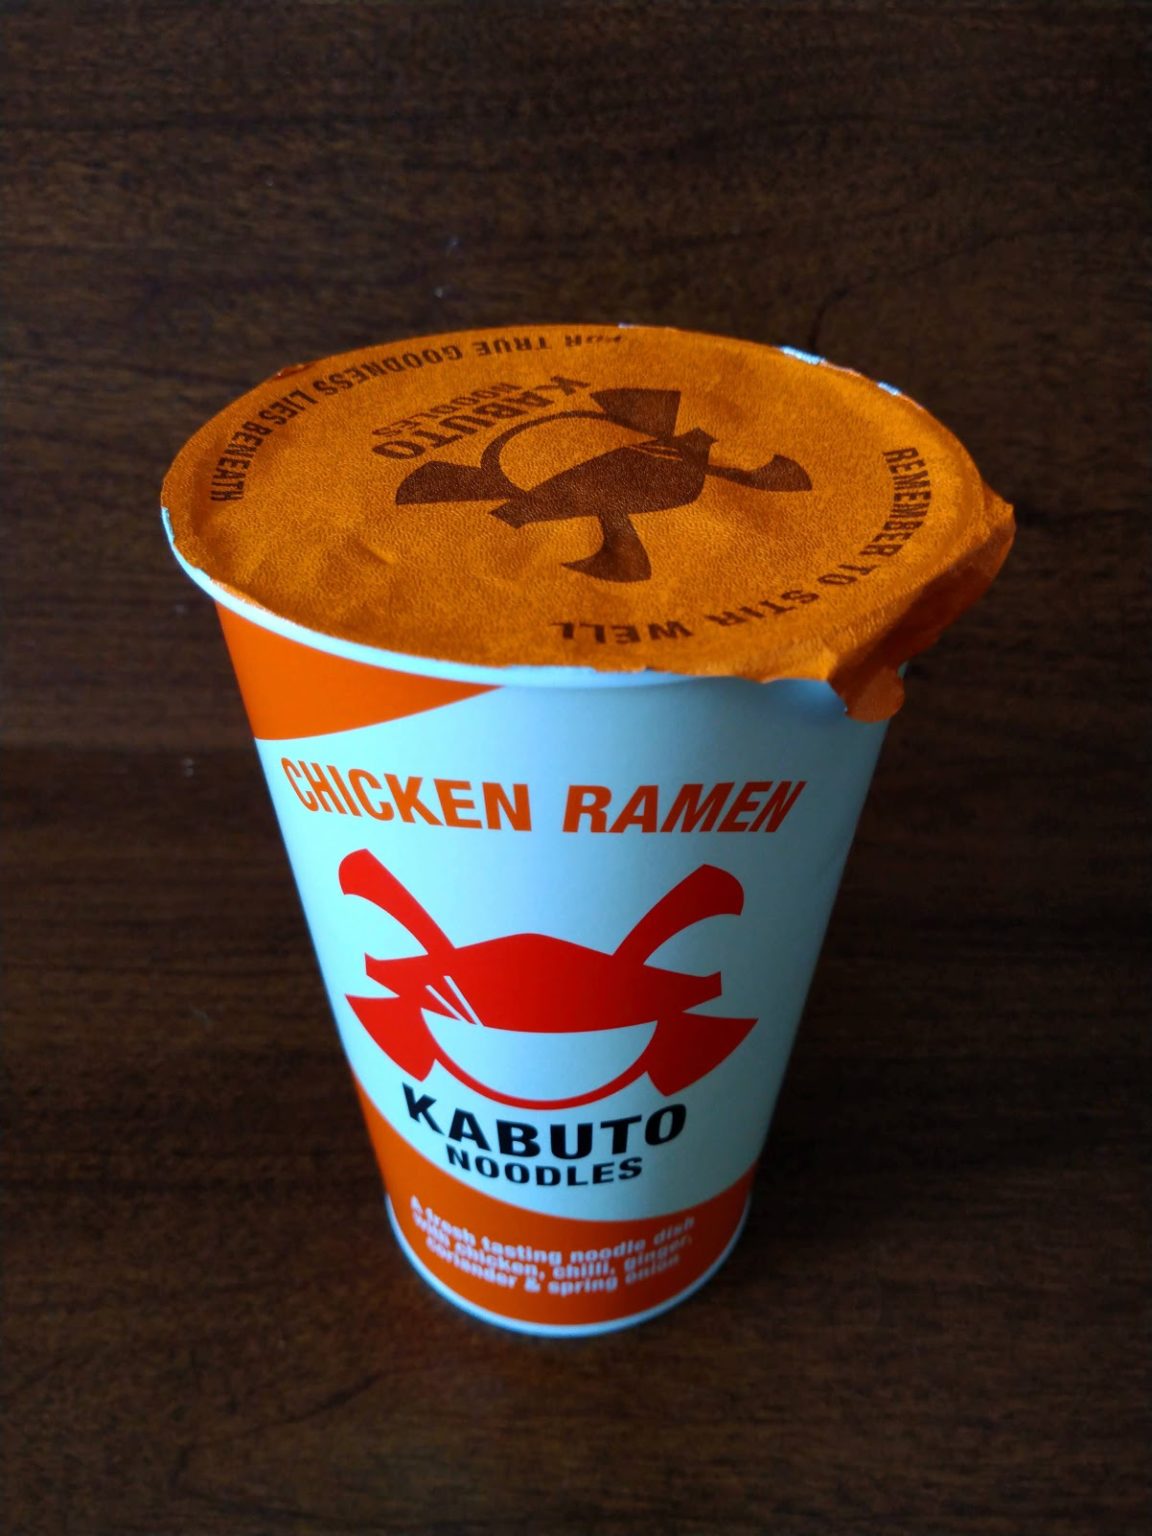 FOR TRUE GOODNESS LIES BENEATH
KABUTO
NOODLES
REMEMBER TO STIR WELL
CHICKEN RAMEN
KABUTO
NOODLES
A fresh tasting noodle dish
with chicken, chilli, ginger,
coriander & spring onion